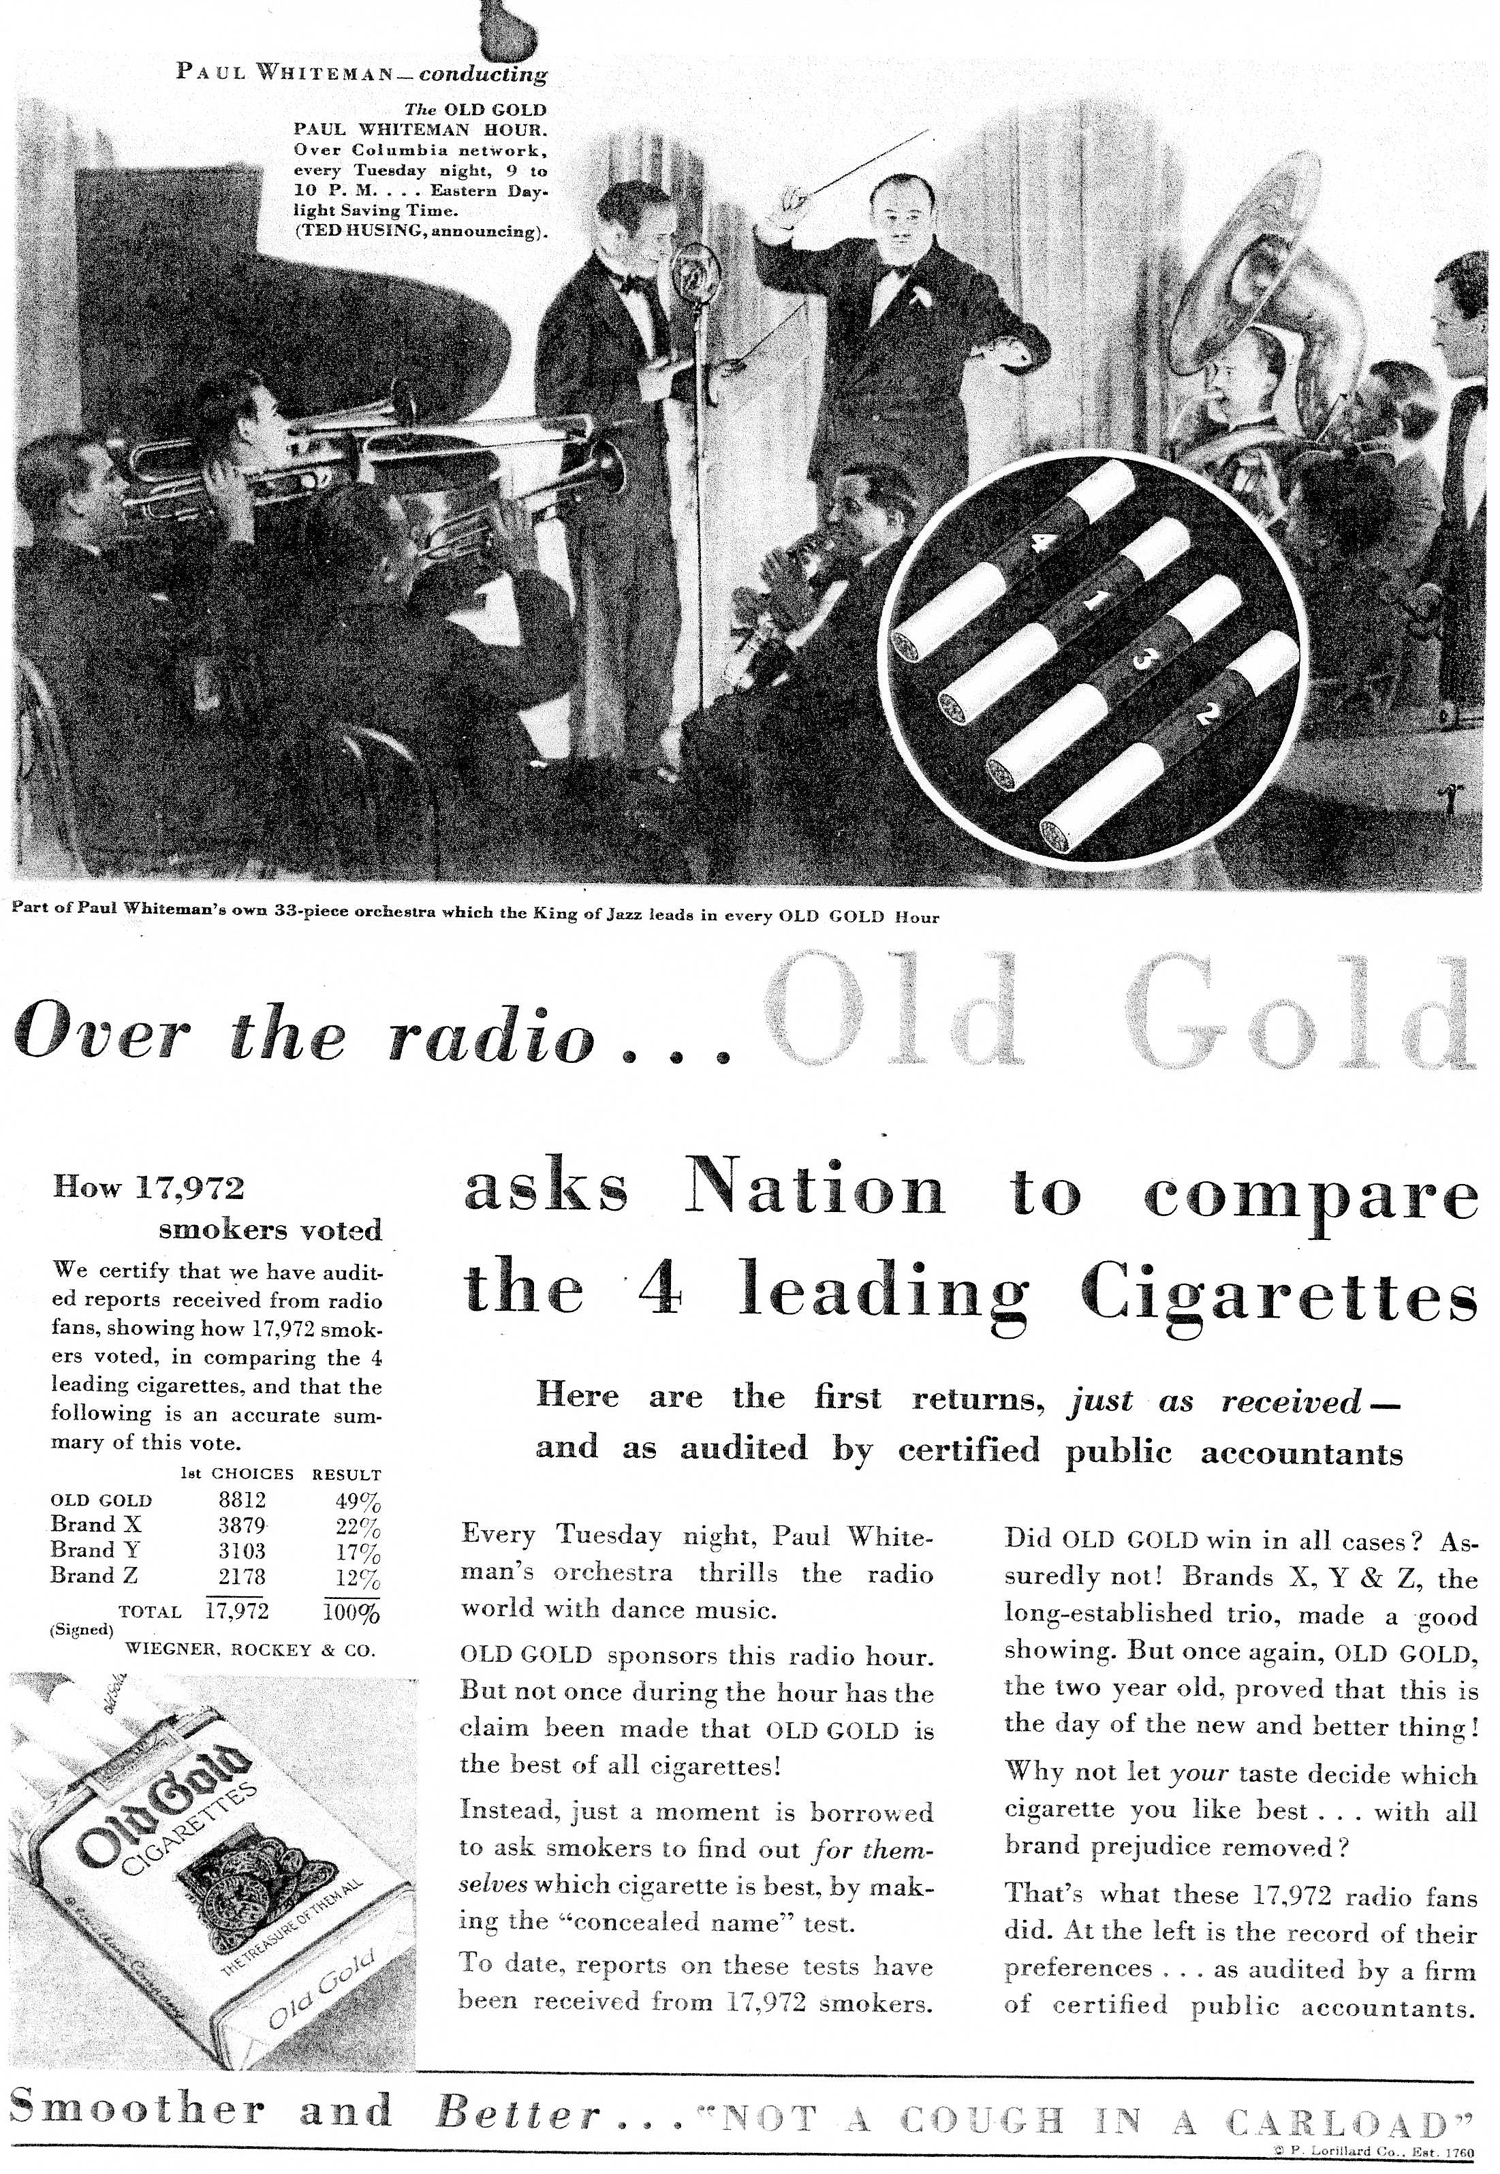 PAUL WHITEMAN—conducting
The OLD GOLD
PAUL WHITEMAN HOUR.
Over Columbia network,
every Tuesday night, 9 to
10 P. M. . . . Eastern Day-
light Saving Time.
(TED HUSING, announcing).
4
1
3
2
Part of Paul Whiteman's own 33-piece orchestra which the King of Jazz leads in every OLD GOLD Hour
Over the radio... Old Gold
asks Nation to compare
the 4 leading Cigarettes
Here are the first returns, just as received—
and as audited by certified public accountants
How 17,972
smokers voted
We certify that we have audit-
ed reports received from radio
fans, showing how 17,972 smok-
ers voted, in comparing the 4
leading cigarettes, and that the
following is an accurate sum-
mary of this vote.
1st CHOICES RESULT
OLD GOLD 8812 49%
Brand X 3879 22%
Brand Y 3103 17%
Brand Z 2178 12%
TOTAL 17,972 100%
(Signed)
WIEGNER, ROCKEY & CO.
Old Gold
Old Gold
CIGARETTES
THE TREASURE OF THEM ALL
Old Gold
Every Tuesday night, Paul White-
man's orchestra thrills the radio
world with dance music.
OLD GOLD sponsors this radio hour.
But not once during the hour has the
claim been made that OLD GOLD is
the best of all cigarettes!
Instead, just a moment is borrowed
to ask smokers to find out for them-
selves which cigarette is best, by mak-
ing the "concealed name" test.
To date, reports on these tests have
been received from 17,972 smokers.
Did OLD GOLD win in all cases? As-
suredly not! Brands X, Y & Z, the
long-established trio, made a good
showing. But once again, OLD GOLD,
the two year old, proved that this is
the day of the new and better thing!
Why not let your taste decide which
cigarette you like best . . . with all
brand prejudice removed?
That's what these 17,972 radio fans
did. At the left is the record of their
preferences . . . as audited by a firm
of certified public accountants.
Smoother and Better... "NOT A COUGH IN A CARLOAD"
© P. Lorillard Co., Est. 1760